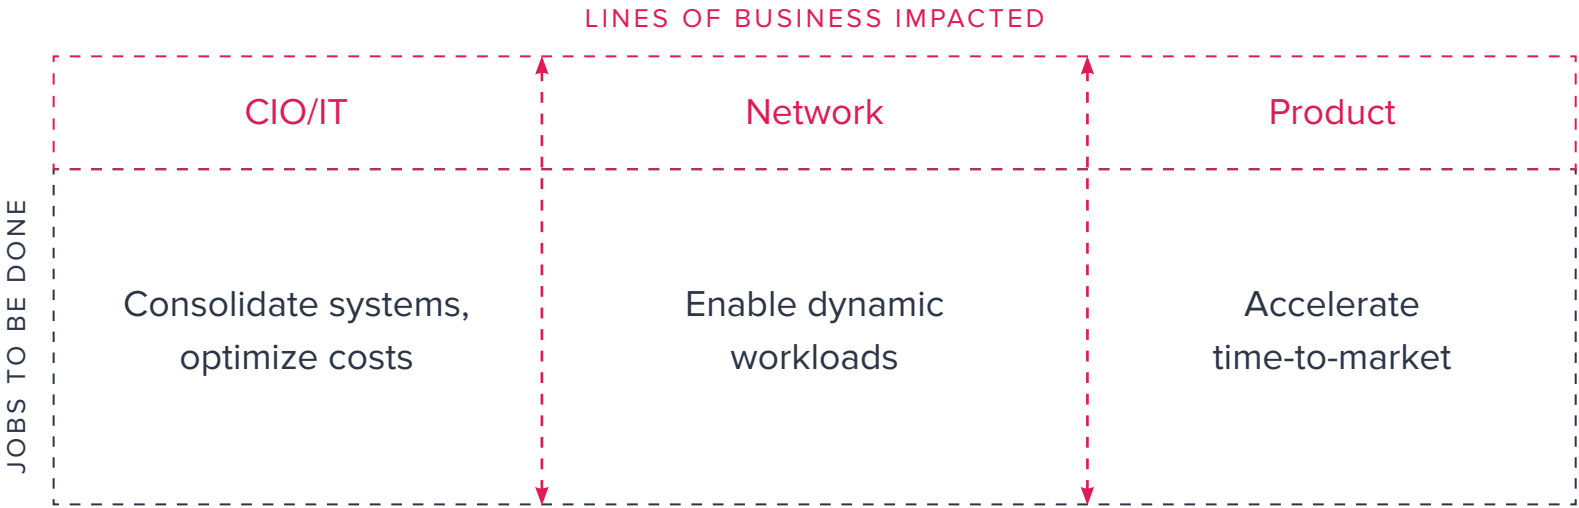 LINES OF BUSINESS IMPACTED
CIO/IT
Network
Product
JOBS TO BE DONE
Consolidate systems,
optimize costs
Enable dynamic
workloads
Accelerate
time-to-market